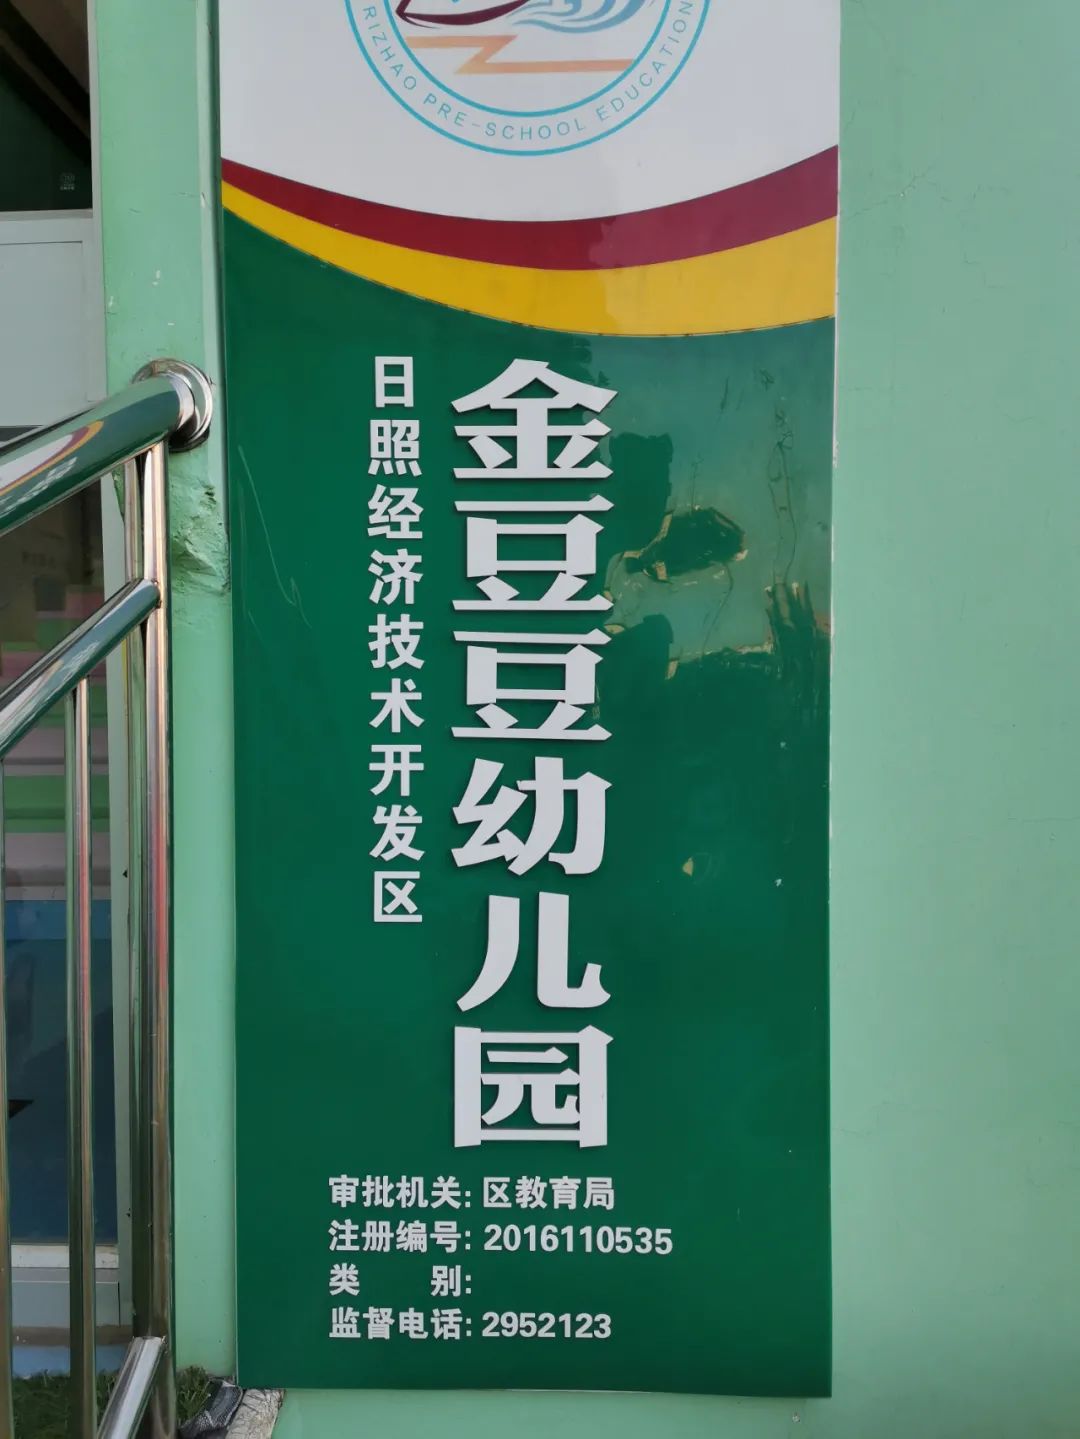 RIZHAO PRE-SCHOOL EDUCATION
日照经济技术开发区
金豆豆幼儿园
审批机关: 区教育局
注册编号: 2016110535
类 别:
监督电话: 2952123